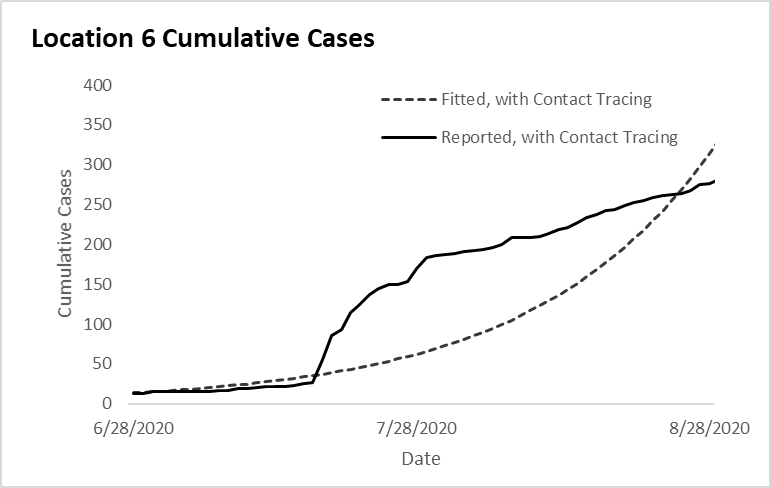 Location 6 Cumulative Cases
400
350
300
250
200
150
100
50
0
Cumulative Cases
Fitted, with Contact Tracing
Reported, with Contact Tracing
6/28/2020
7/28/2020
8/28/2020
Date